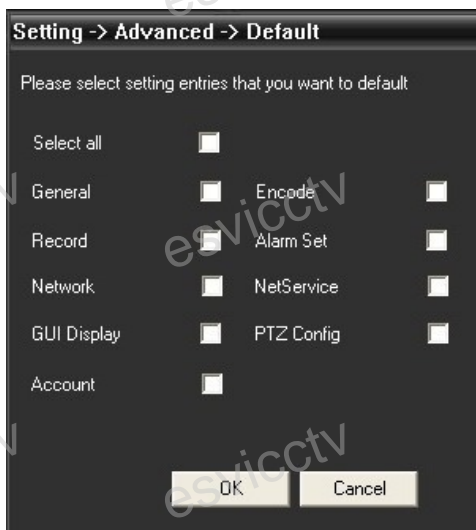 Setting -> Advanced -> Default
Please select setting entries that you want to default
Select all
General Encode
Record Alarm Set
Network NetService
GUI Display PTZ Config
Account
OK Cancel
esvicctv
esvicctv